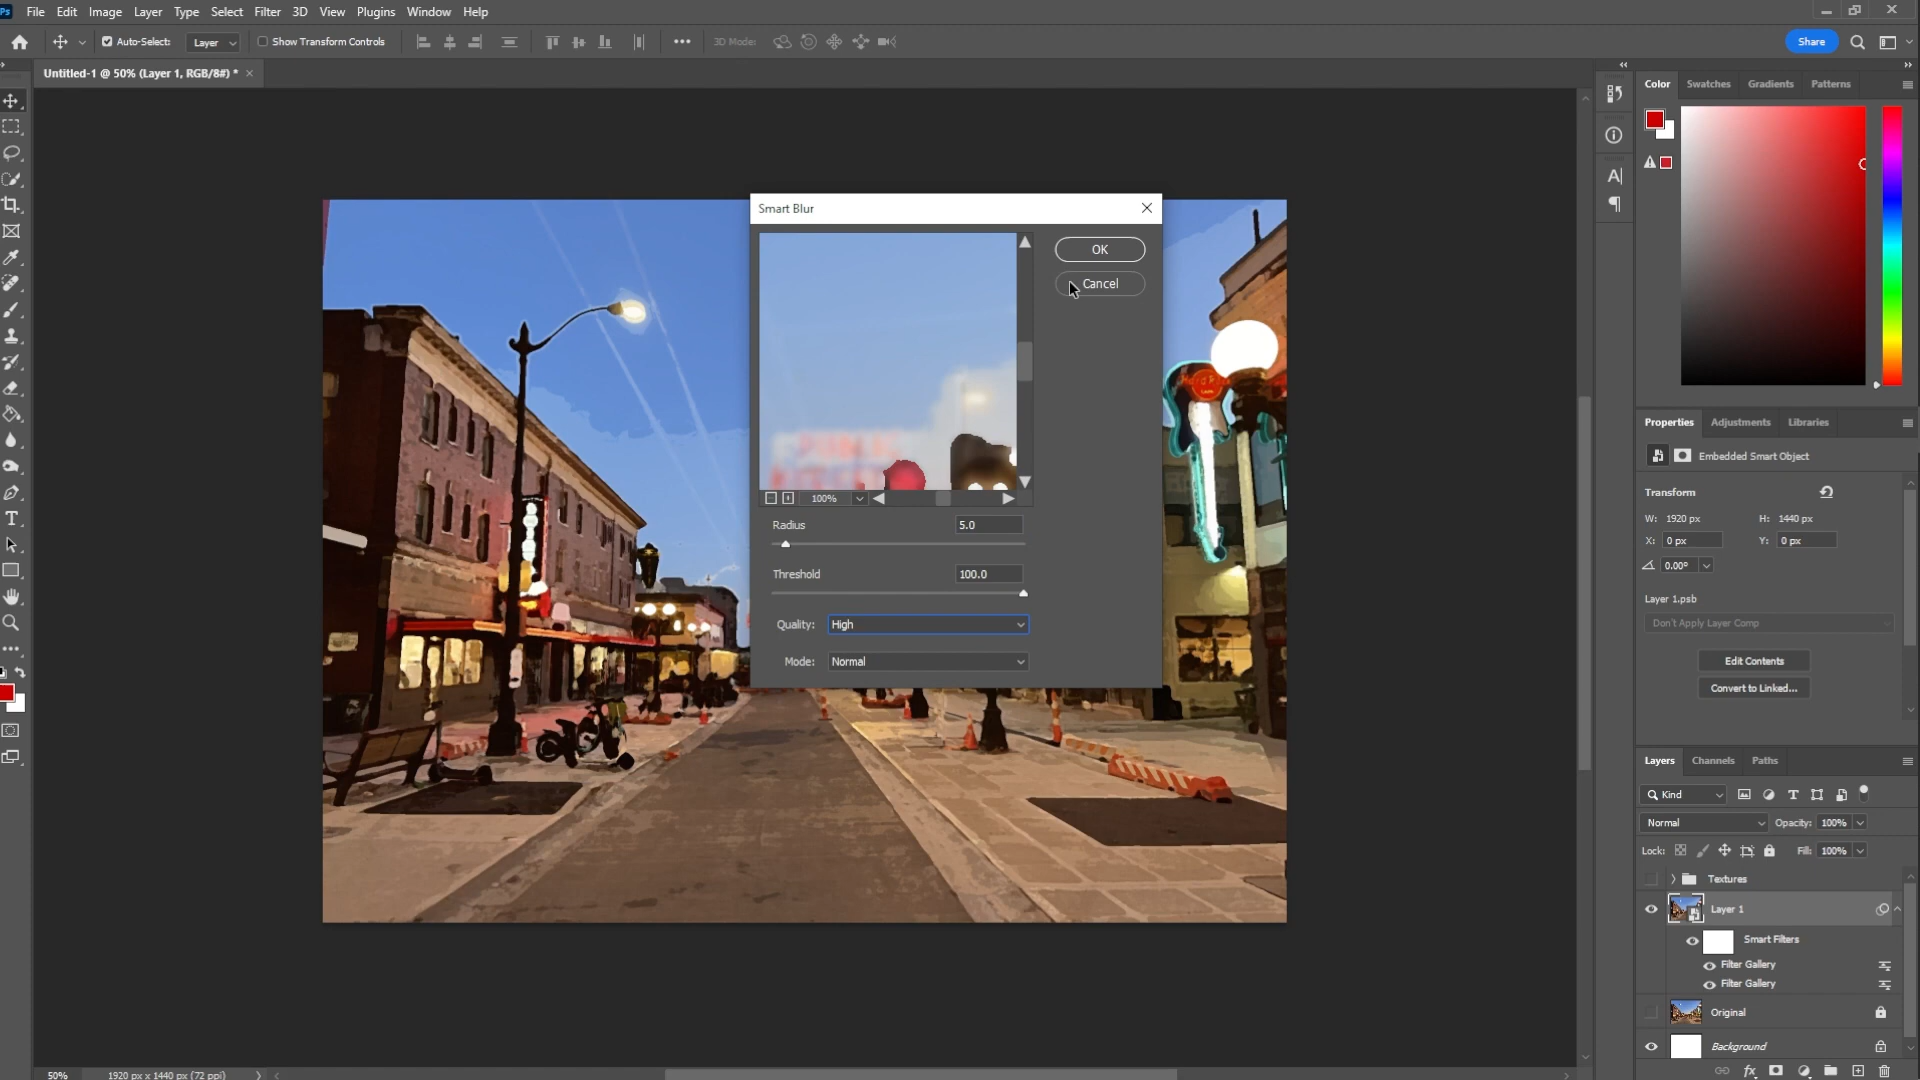 Ps File Edit Image Layer Type Select Filter 3D View Plugins Window Help
Auto-Select: Layer Show Transform Controls 3D Mode: Share
Untitled-1 @ 50% (Layer 1, RGB/8#) * ×
Color Swatches Gradients Patterns
Smart Blur
OK
Cancel
PUBLIC
100%
Radius 5.0
Threshold 100.0
Quality: High
Mode: Normal
Hard Rock
Properties Adjustments Libraries
Embedded Smart Object
Transform
W: 1920 px H: 1440 px
X: 0 px Y: 0 px
0.00°
Layer 1.psb
Don't Apply Layer Comp
Edit Contents
Convert to Linked...
Layers Channels Paths
Kind
Normal Opacity: 100%
Lock: Fill: 100%
Textures
Layer 1
Smart Filters
Filter Gallery
Filter Gallery
Original
Background
50% 1920 px x 1440 px (72 ppi)